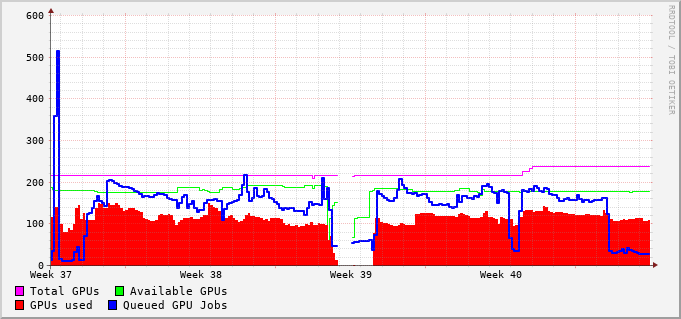 600
500
400
300
200
100
0
Week 37 Week 38 Week 39 Week 40
Total GPUs Available GPUs
GPUs used Queued GPU Jobs
RRDTOOL / TOBI OETIKER